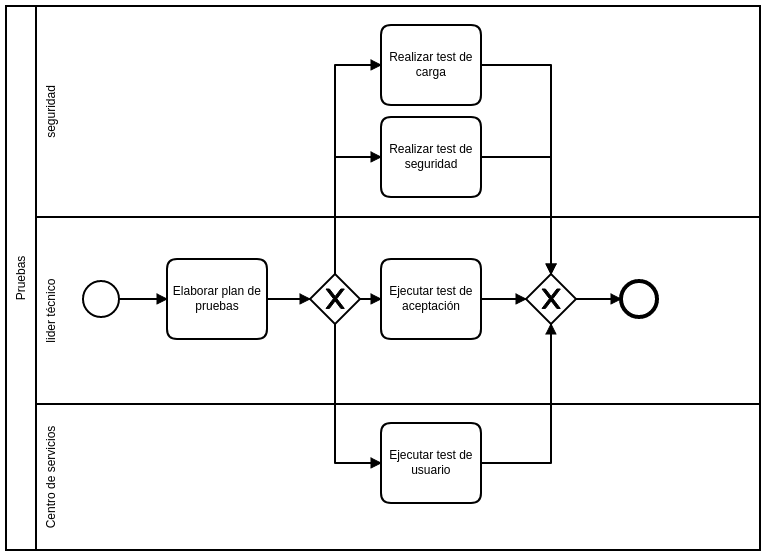 Pruebas
seguridad
Realizar test de
carga
Realizar test de
seguridad
lider técnico
Elaborar plan de
pruebas
Ejecutar test de
aceptación
Centro de servicios
Ejecutar test de
usuario